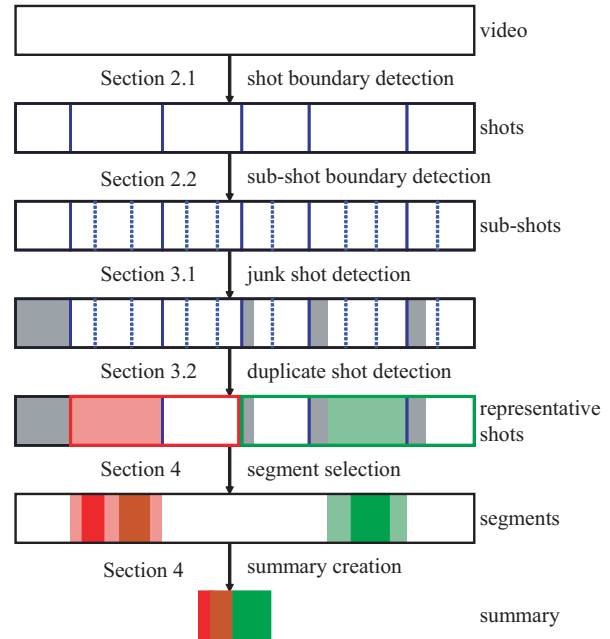 video
Section 2.1 shot boundary detection
shots
Section 2.2 sub-shot boundary detection
sub-shots
Section 3.1 junk shot detection
Section 3.2 duplicate shot detection
representative
shots
Section 4 segment selection
segments
Section 4 summary creation
summary